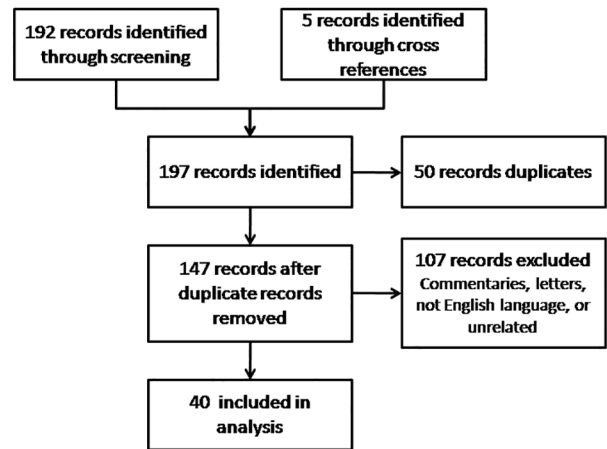 192 records identified
through screening
5 records identified
through cross
references
197 records identified
50 records duplicates
147 records after
duplicate records
removed
107 records excluded
Commentaries, letters,
not English language, or
unrelated
40 included in
analysis